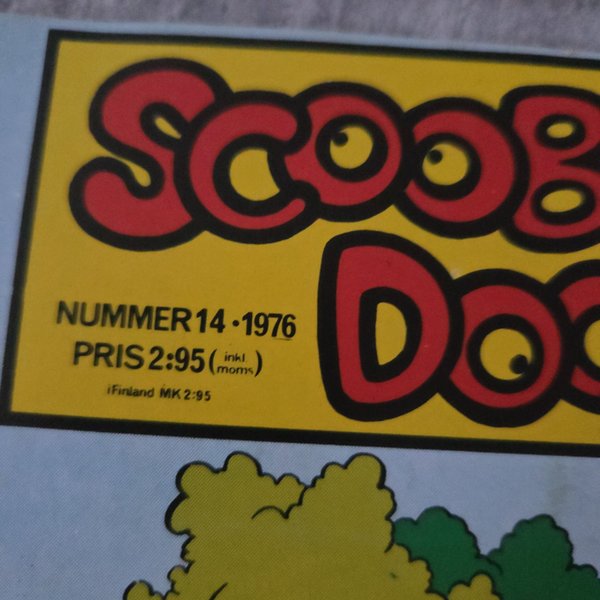 SCOOB
DOO
NUMMER 14 • 1976
PRIS 2:95 (inkl. moms)
i Finland MK 2:95